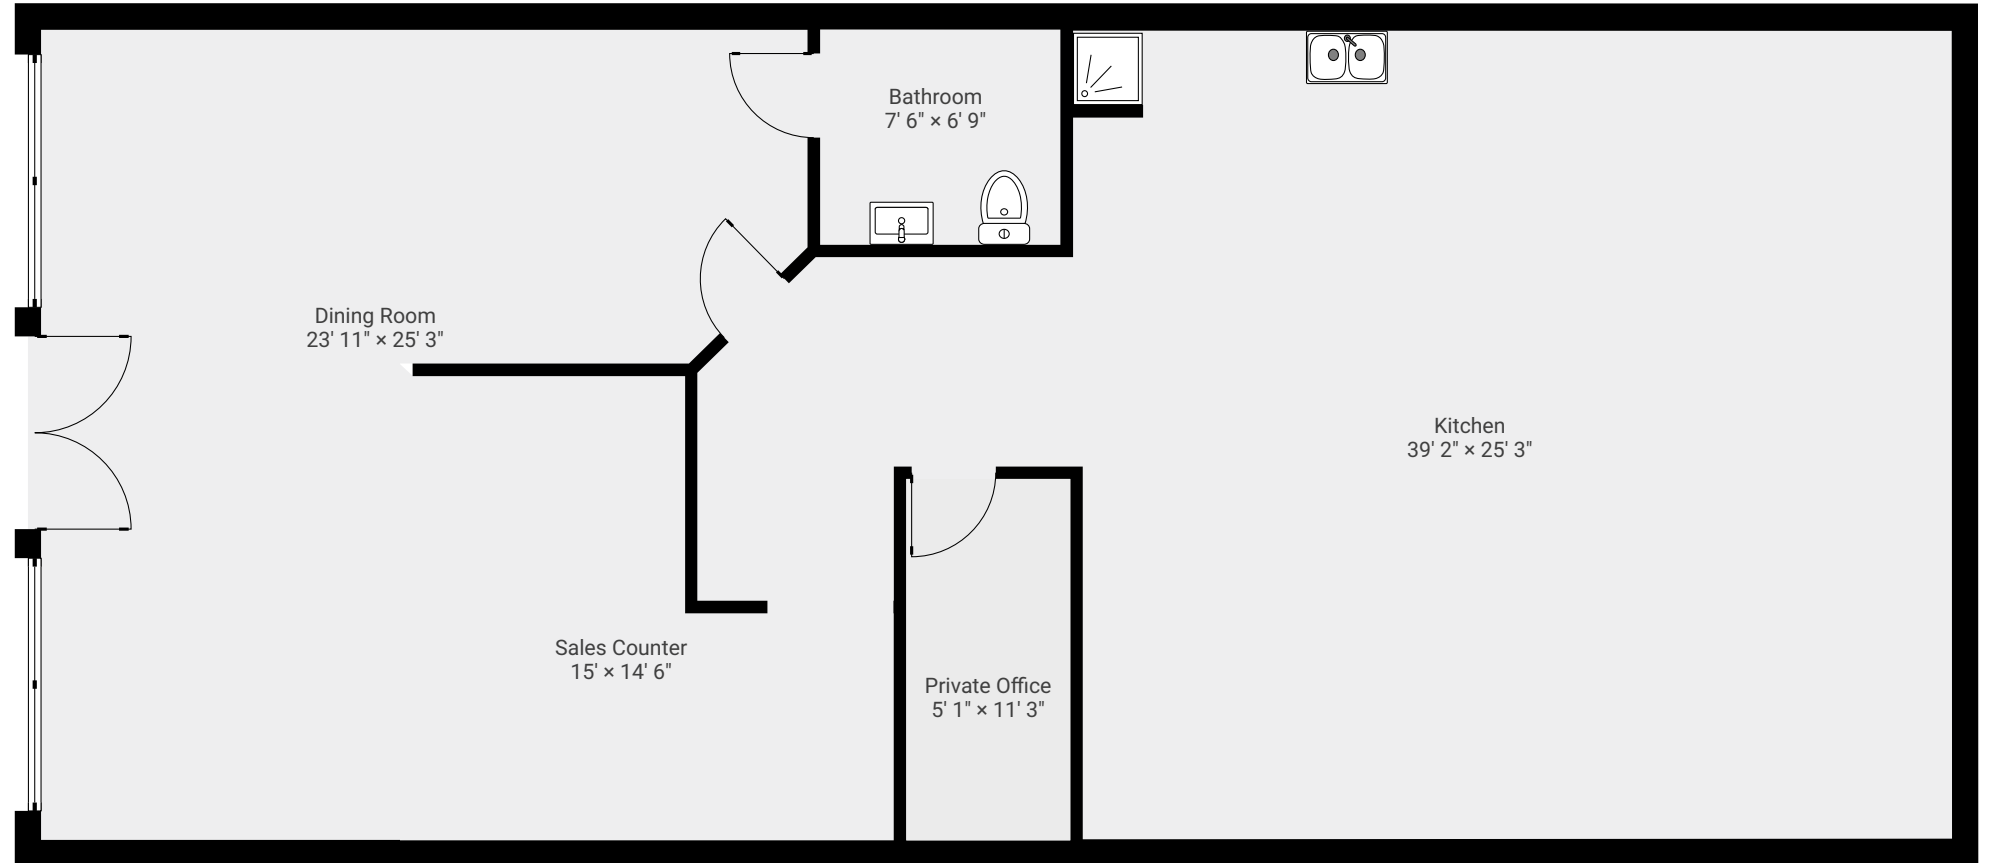 Bathroom
7' 6" × 6' 9"
Dining Room
23' 11" × 25' 3"
Kitchen
39' 2" × 25' 3"
Sales Counter
15' × 14' 6"
Private Office
5' 1" × 11' 3"